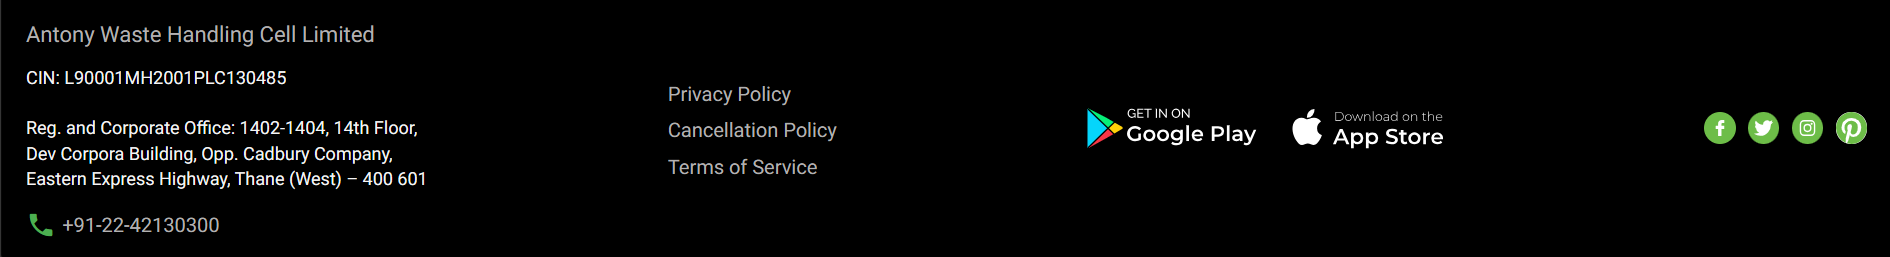 Antony Waste Handling Cell Limited
CIN: L90001MH2001PLC130485
Reg. and Corporate Office: 1402-1404, 14th Floor,
Dev Corpora Building, Opp. Cadbury Company,
Eastern Express Highway, Thane (West) – 400 601
+91-22-42130300
Privacy Policy
Cancellation Policy
Terms of Service
GET IN ON
Google Play
Download on the
App Store